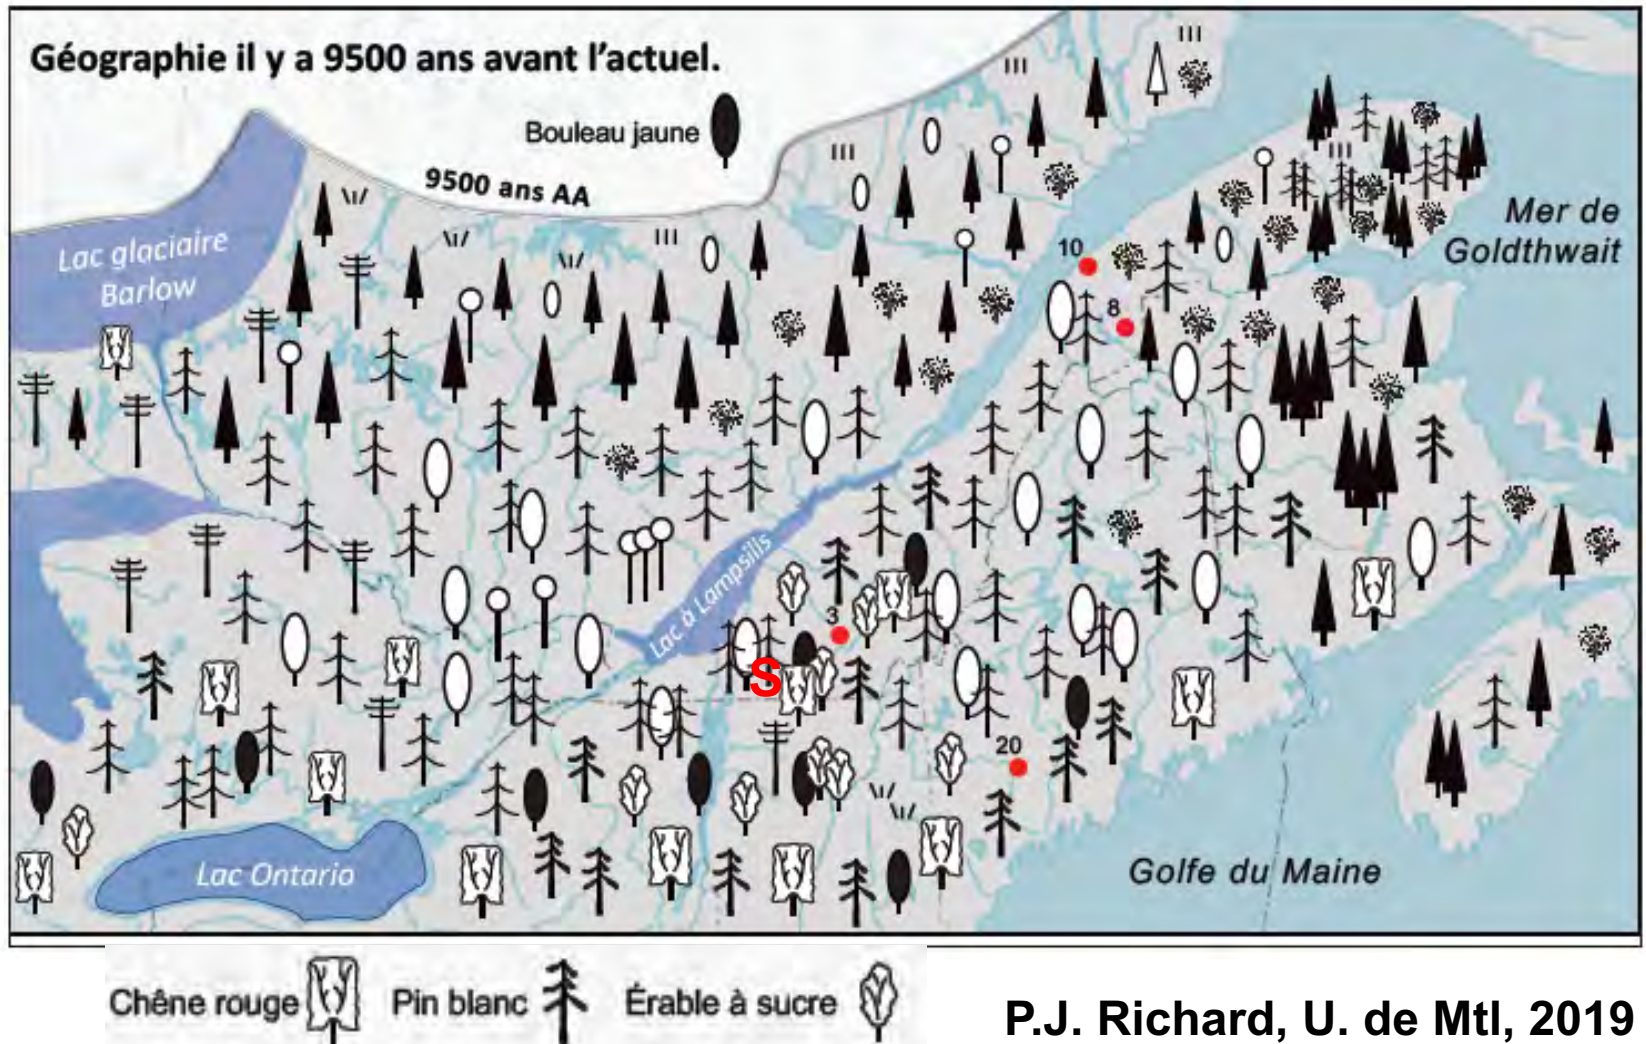 Géographie il y a 9500 ans avant l'actuel.
Bouleau jaune
9500 ans AA
Lac glaciaire
Barlow
Mer de
Goldthwait
10
8
Lac à Lampsills
3
S
20
Lac Ontario
Golfe du Maine
Chêne rouge
Pin blanc
Érable à sucre
P.J. Richard, U. de Mtl, 2019